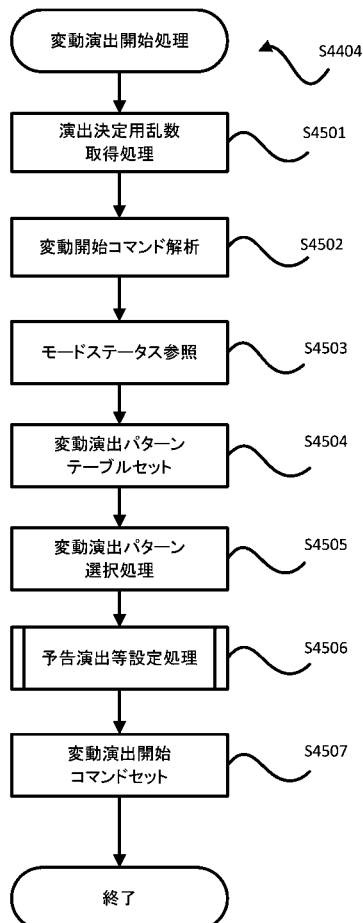 変動演出開始処理
S4404
演出決定用乱数
取得処理
S4501
変動開始コマンド解析
S4502
モードステータス参照
S4503
変動演出パターン
テーブルセット
S4504
変動演出パターン
選択処理
S4505
予告演出等設定処理
S4506
変動演出開始
コマンドセット
S4507
終了